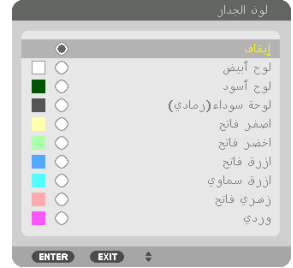 لون الجدار
إيقاف
لوح أبيض
لوح أسود
لوحة سوداء(رمادي)
اصفر فاتح
اخضر فاتح
ازرق فاتح
ازرق سماوي
زهري فاتح
وردي
ENTER EXIT